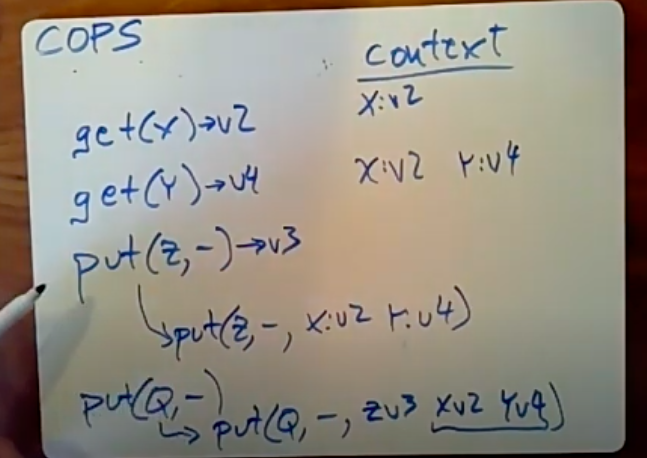 COPS
context
get(X)→v2 X:v2
get(Y)→v4 X:v2 Y:v4
put(Z,-)→v3
↳put(Z,-, X:v2 Y:v4)
put(Q,-)
↳put(Q,-, Zv3 Xv2 Yv4)